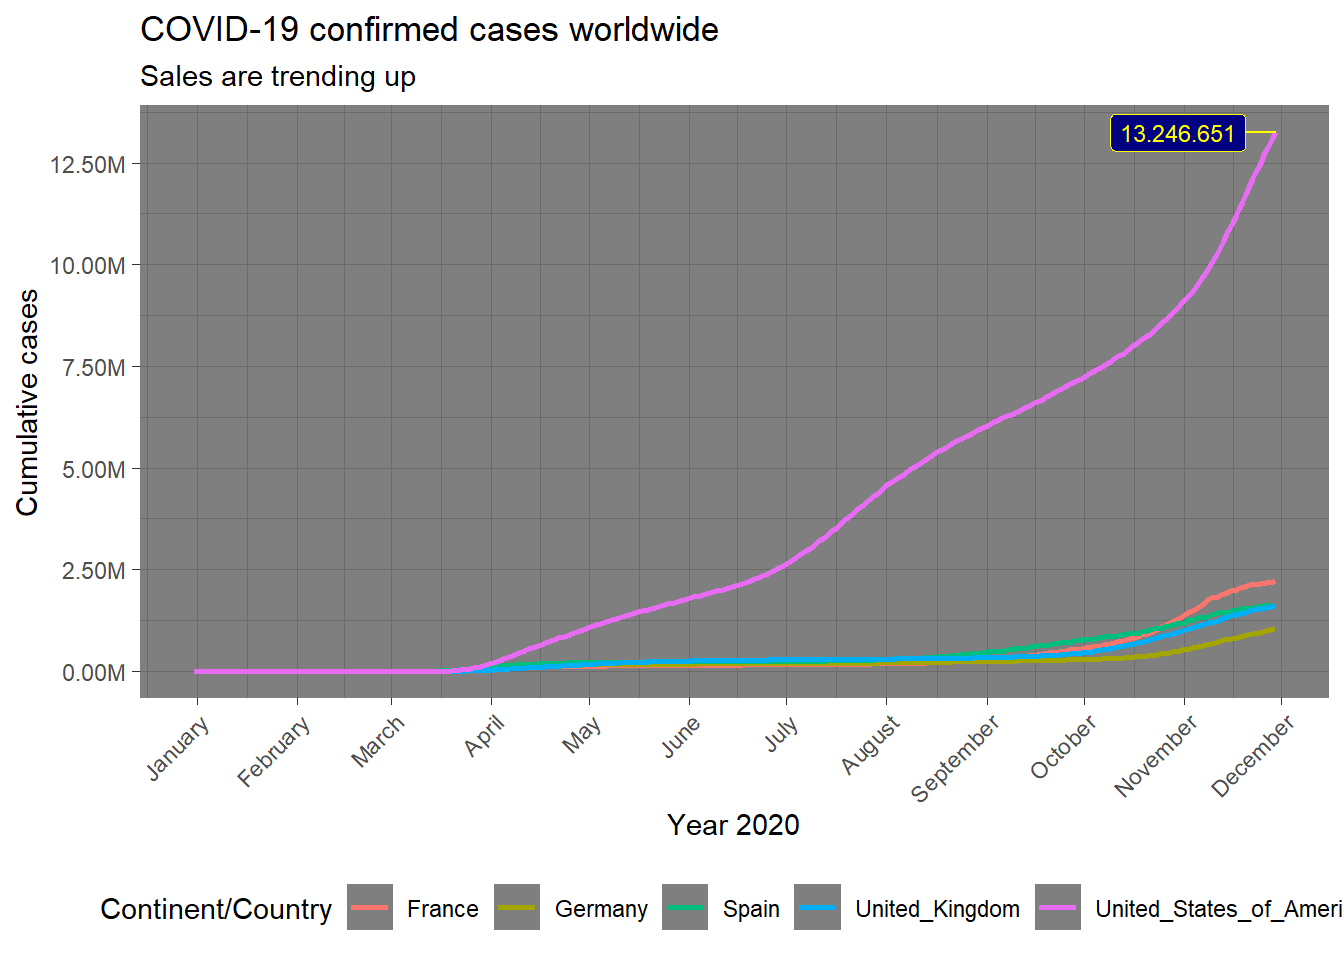 COVID-19 confirmed cases worldwide
Sales are trending up
13.246.651
12.50M
10.00M
7.50M
5.00M
2.50M
0.00M
Cumulative cases
January
February
March
April
May
June
July
August
September
October
November
December
Year 2020
Continent/Country
France
Germany
Spain
United_Kingdom
United_States_of_Ameri